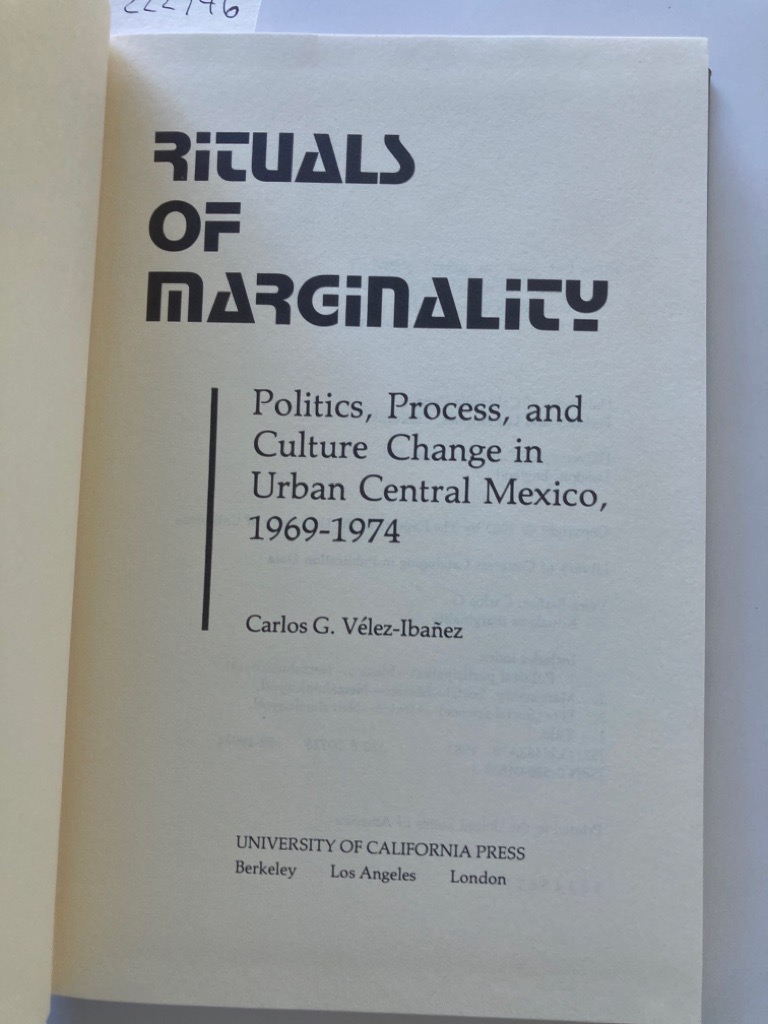 222746
RITUALS
OF
MARGINALITY
Politics, Process, and
Culture Change in
Urban Central Mexico,
1969-1974
Carlos G. Vélez-Ibañez
UNIVERSITY OF CALIFORNIA PRESS
Berkeley Los Angeles London